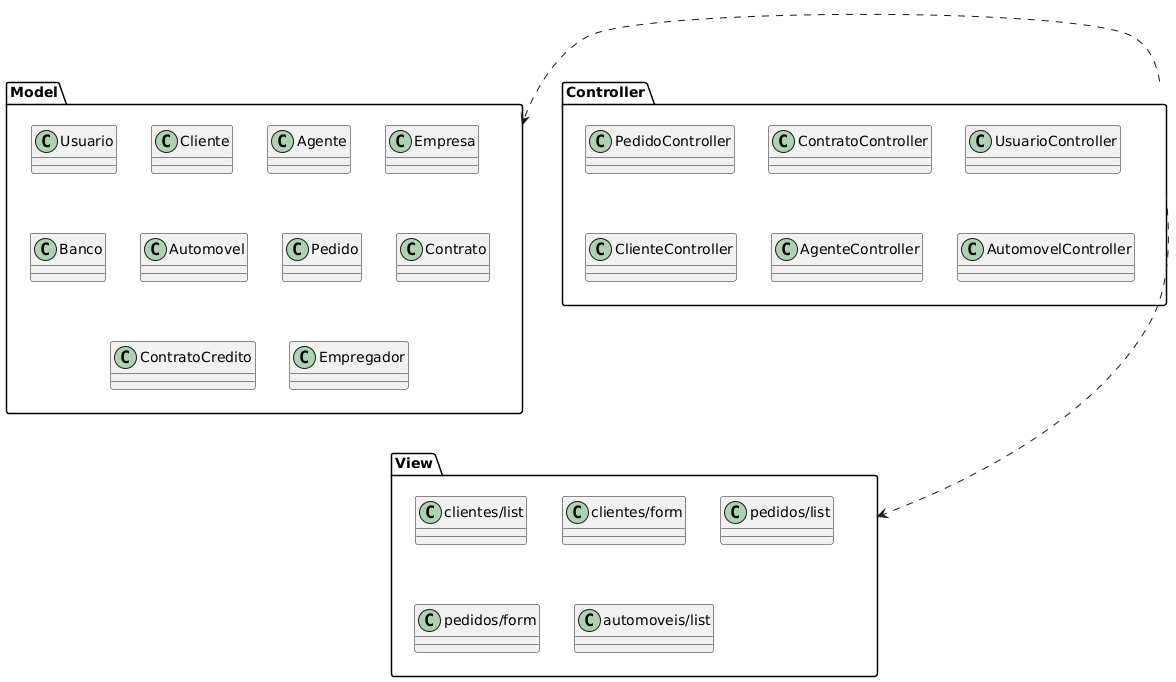 Model
Usuario
Cliente
Agente
Empresa
Banco
Automovel
Pedido
Contrato
ContratoCredito
Empregador
Controller
PedidoController
ContratoController
UsuarioController
ClienteController
AgenteController
AutomovelController
View
clientes/list
clientes/form
pedidos/list
pedidos/form
automoveis/list